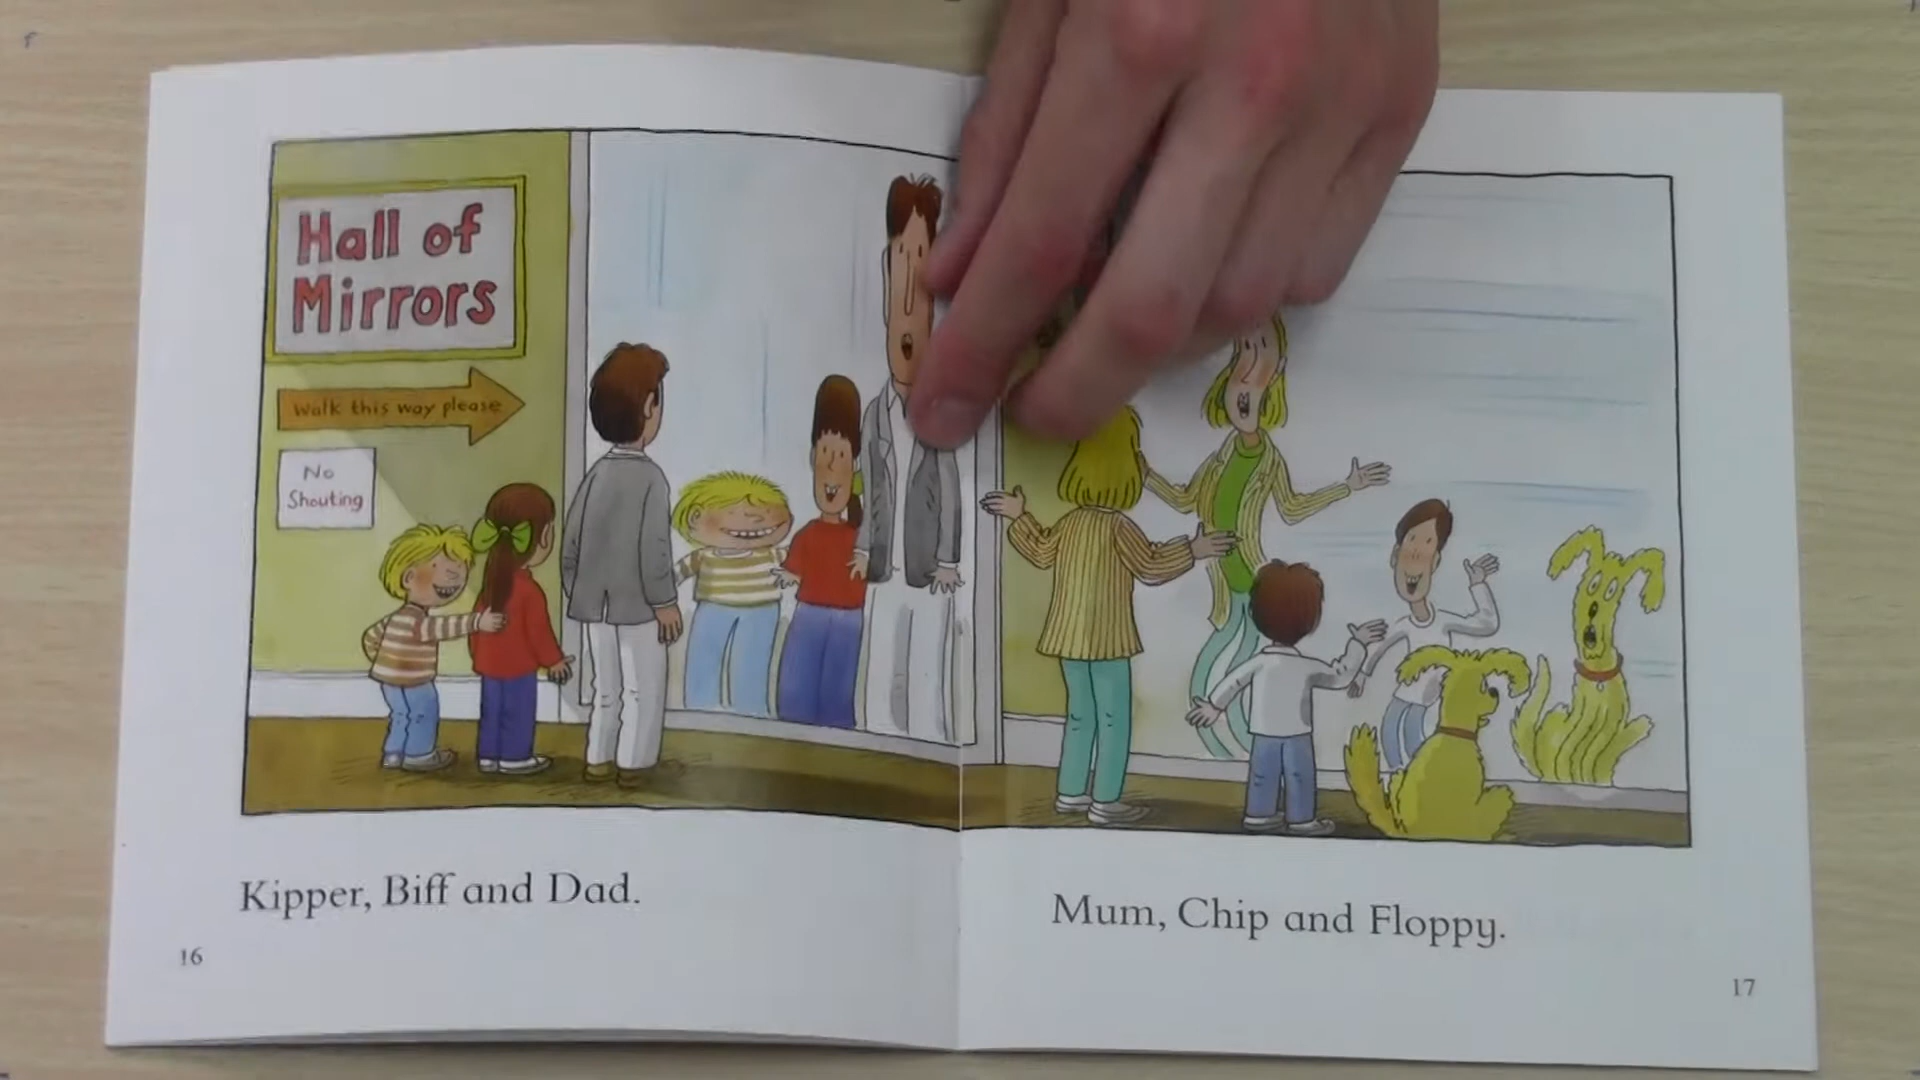 Hall of
Mirrors
Walk this way please
No
Shouting
Kipper, Biff and Dad.
16
Mum, Chip and Floppy.
17